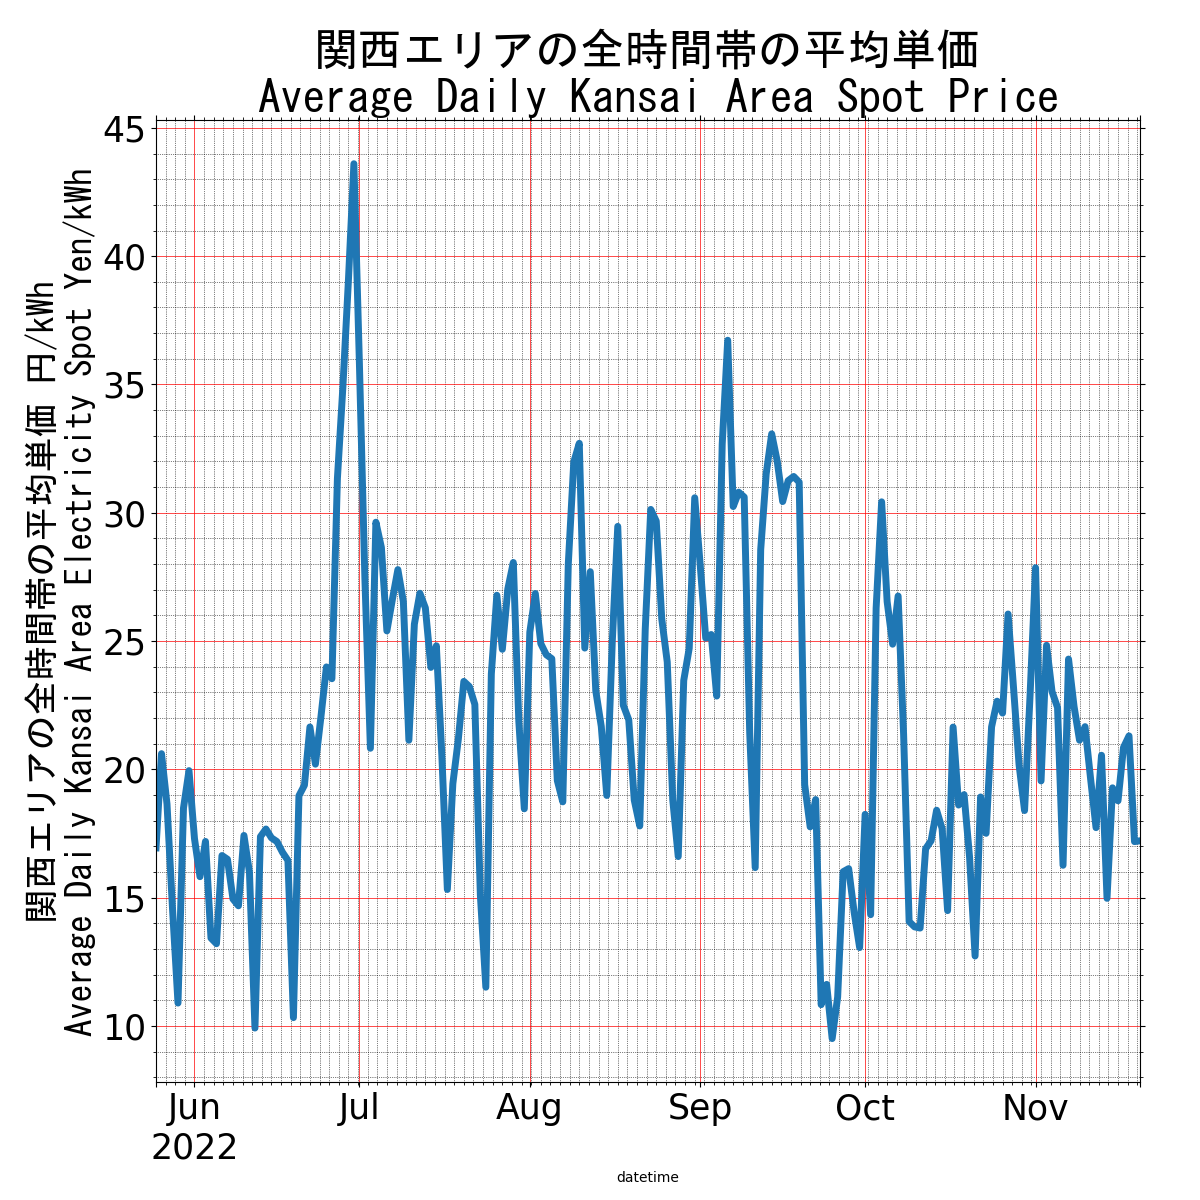 関西エリアの全時間帯の平均単価
Average Daily Kansai Area Spot Price
関西エリアの全時間帯の平均単価 円/kWh
Average Daily Kansai Area Electricity Spot Yen/kWh
45
40
35
30
25
20
15
10
Jun
2022
Jul
Aug
Sep
Oct
Nov
datetime